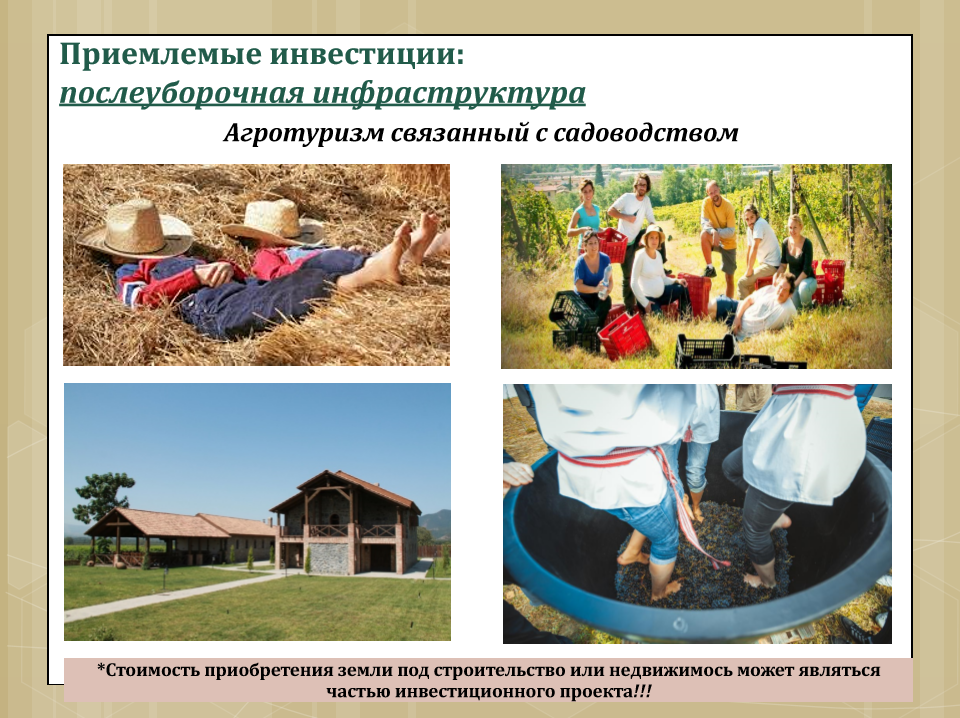 Приемлемые инвестиции:
послеуборочная инфраструктура
Агротуризм связанный с садоводством
*Стоимость приобретения земли под строительство или недвижимось может являться
частью инвестиционного проекта!!!